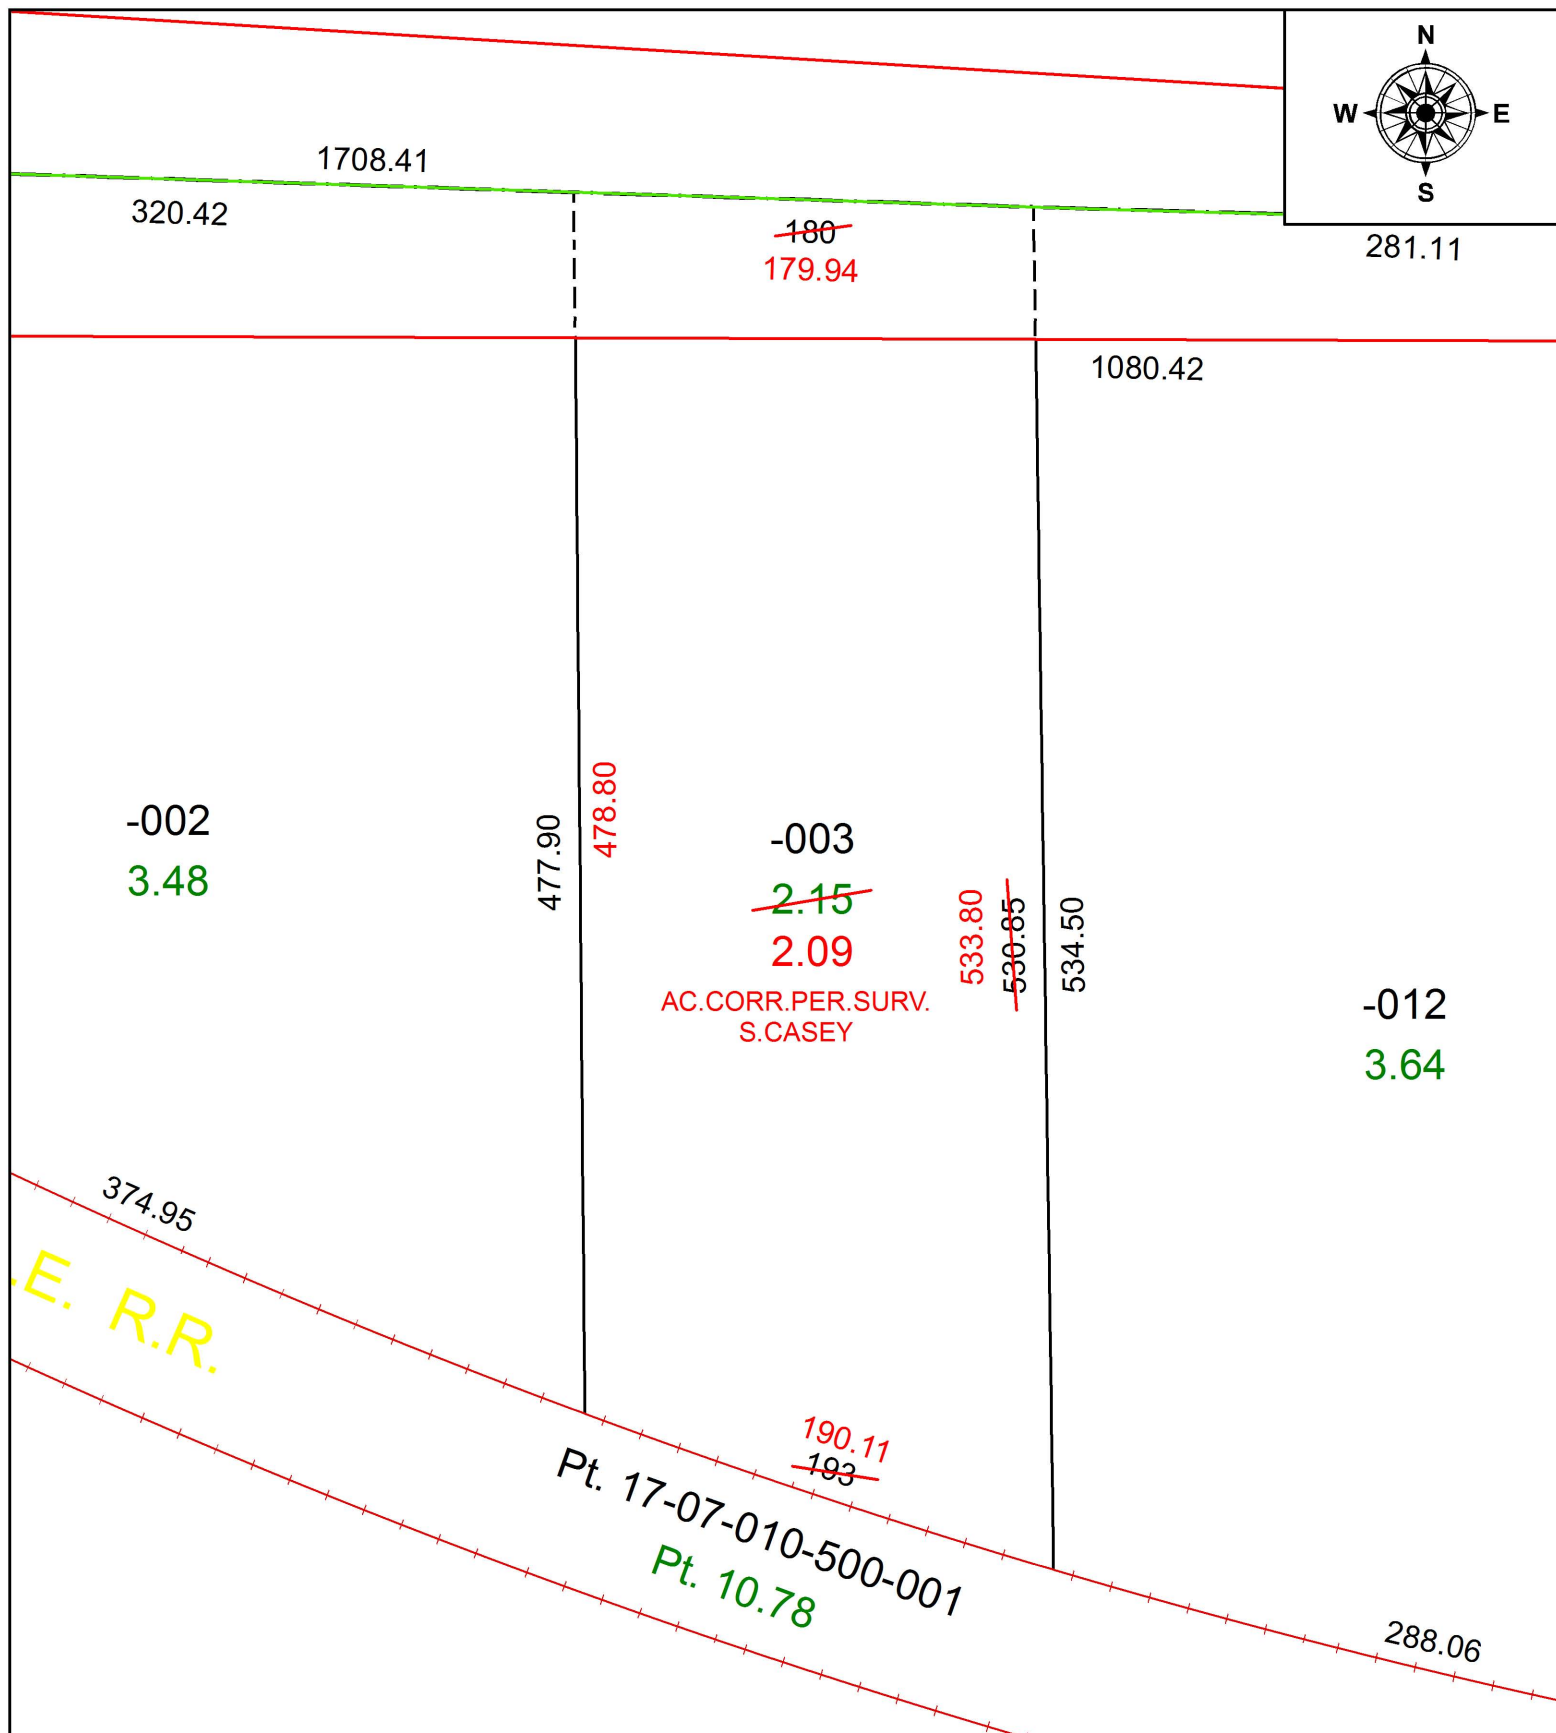 N
W E
S
1708.41
320.42
180
179.94
281.11
1080.42
-002
3.48
477.90
478.80
-003
2.15
2.09
AC.CORR.PER.SURV.
S.CASEY
533.80
530.85
534.50
-012
3.64
374.95
.E. R.R.
190.11
193
Pt. 17-07-010-500-001
Pt. 10.78
288.06